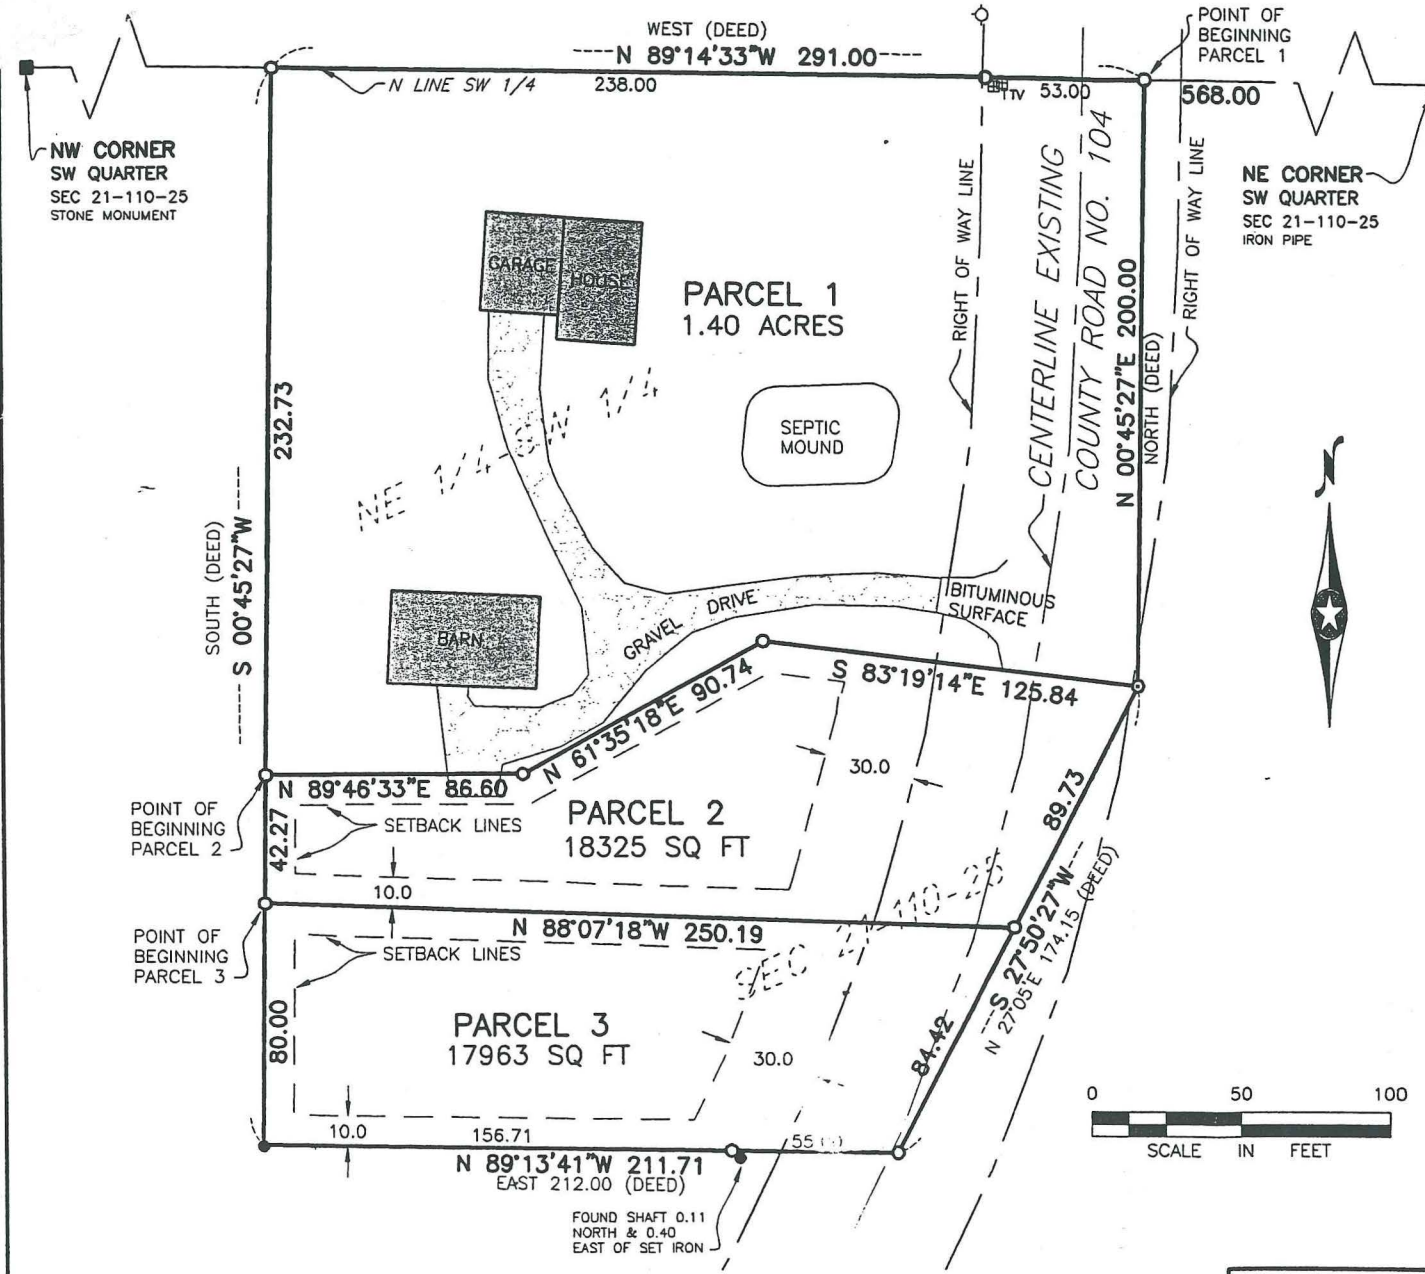 WEST (DEED)
N 89°14'33"W 291.00
N LINE SW 1/4
238.00
TV
53.00
568.00
POINT OF
BEGINNING
PARCEL 1
NW CORNER
SW QUARTER
SEC 21-110-25
STONE MONUMENT
NE CORNER
SW QUARTER
SEC 21-110-25
IRON PIPE
GARAGE
HOUSE
PARCEL 1
1.40 ACRES
RIGHT OF WAY LINE
CENTERLINE EXISTING
COUNTY ROAD NO. 104
N 00°45'27"E 200.00
NORTH (DEED)
RIGHT OF WAY LINE
232.73
SOUTH (DEED)
S 00°45'27"W
NE 1/4-SW 1/4
SEPTIC
MOUND
N
BARN
GRAVEL DRIVE
BITUMINOUS
SURFACE
N 61°35'18"E 90.74
S 83°19'14"E 125.84
N 89°46'33"E 86.60
30.0
POINT OF
BEGINNING
PARCEL 2
42.27
SETBACK LINES
PARCEL 2
18325 SQ FT
10.0
89.73
S 27°50'27"W
N 27°05'E 174.15 (DEED)
POINT OF
BEGINNING
PARCEL 3
N 88°07'18"W 250.19
SETBACK LINES
SEC 21-110-25
80.00
PARCEL 3
17963 SQ FT
30.0
84.42
10.0
156.71
55
N 89°13'41"W 211.71
EAST 212.00 (DEED)
FOUND SHAFT 0.11
NORTH & 0.40
EAST OF SET IRON
0 50 100
SCALE IN FEET